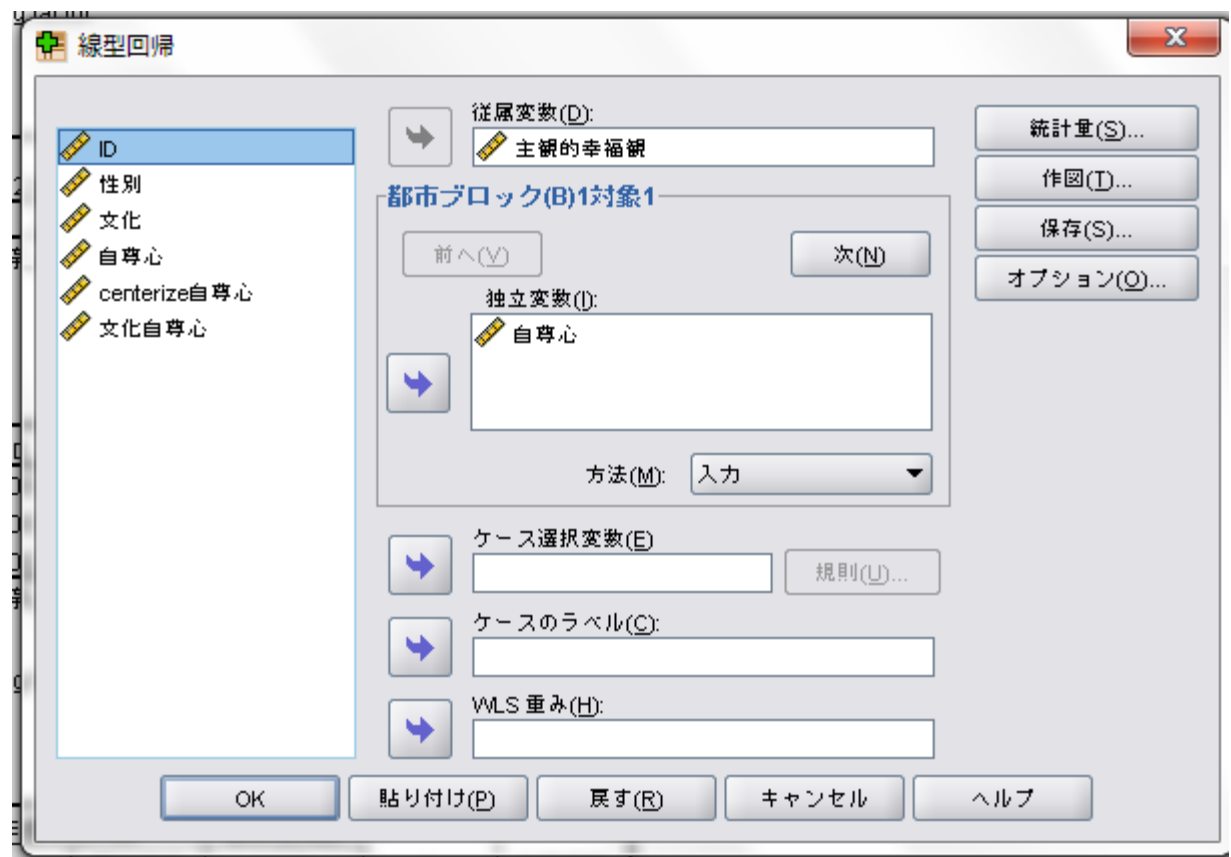 線型回帰
ID
性別
文化
自尊心
centerize自尊心
文化自尊心
従属変数(D):
主観的幸福観
都市ブロック(B)1対象1
前へ(V)
次(N)
独立変数(I):
自尊心
方法(M):
入力
ケース選択変数(E)
規則(U)...
ケースのラベル(C):
WLS 重み(H):
統計量(S)...
作図(T)...
保存(S)...
オプション(O)...
OK
貼り付け(P)
戻す(R)
キャンセル
ヘルプ